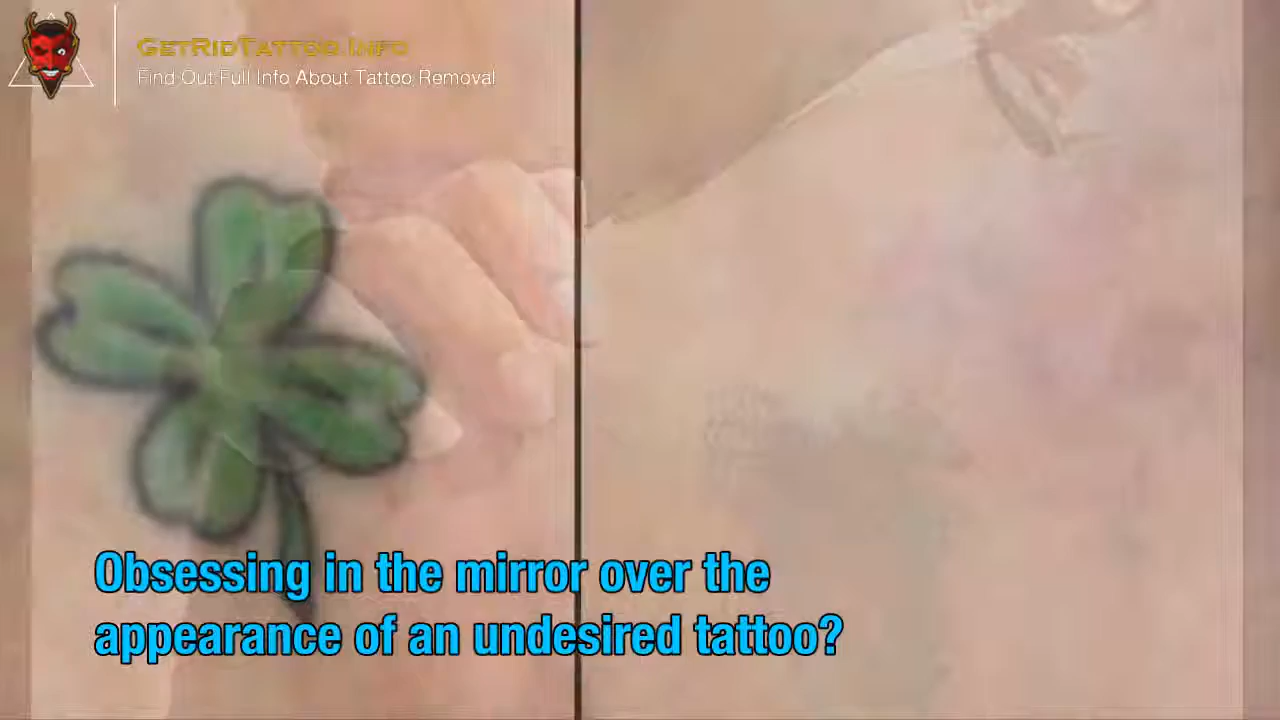 GetRidTattoo.Info
Find Out Full Info About Tattoo Removal
Obsessing in the mirror over the
appearance of an undesired tattoo?